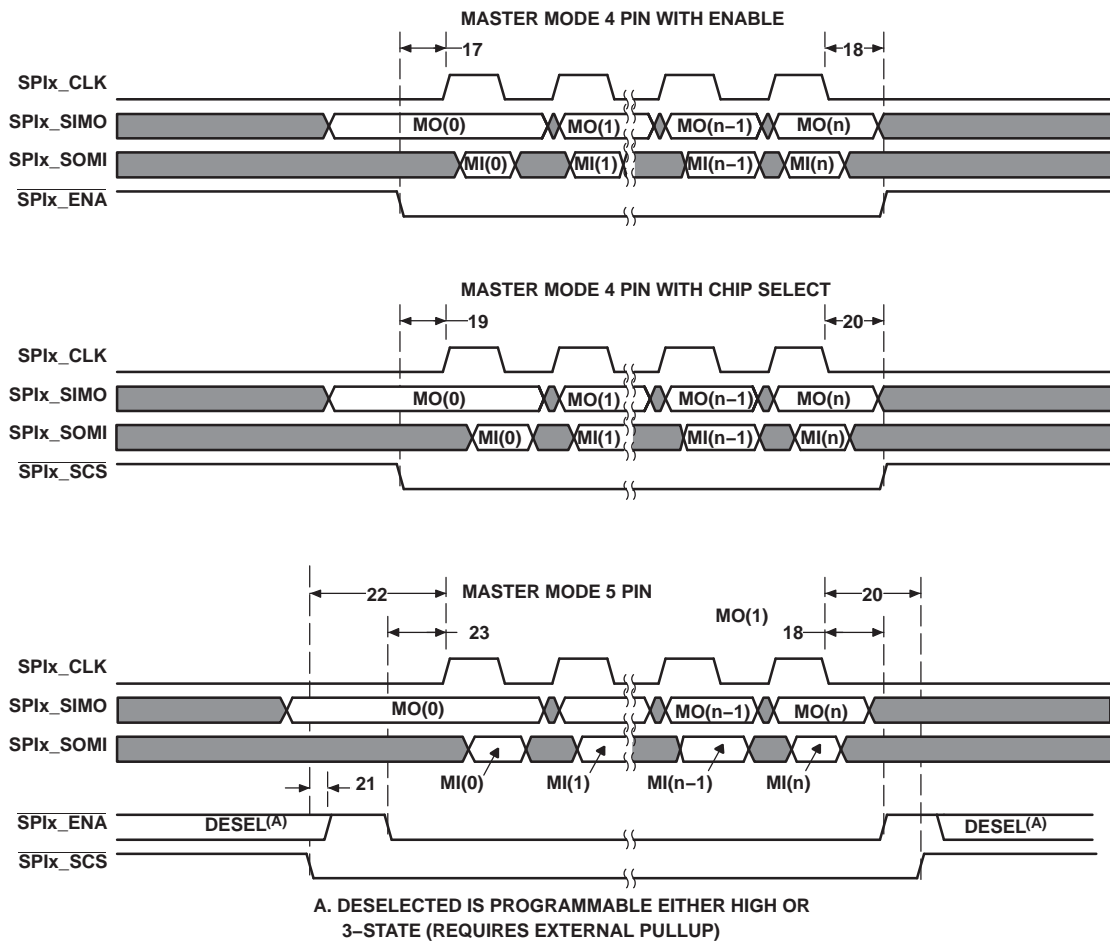 MASTER MODE 4 PIN WITH ENABLE
17
18
SPIx_CLK
SPIx_SIMO
MO(0)
MO(1)
MO(n−1)
MO(n)
SPIx_SOMI
MI(0)
MI(1)
MI(n−1)
MI(n)
SPIx_ENA
MASTER MODE 4 PIN WITH CHIP SELECT
19
20
SPIx_CLK
SPIx_SIMO
MO(0)
MO(1)
MO(n−1)
MO(n)
SPIx_SOMI
MI(0)
MI(1)
MI(n−1)
MI(n)
SPIx_SCS
MASTER MODE 5 PIN
22
20
MO(1)
23
18
SPIx_CLK
SPIx_SIMO
MO(0)
MO(n−1)
MO(n)
SPIx_SOMI
MI(0)
MI(1)
MI(n−1)
MI(n)
21
SPIx_ENA
DESEL(A)
DESEL(A)
SPIx_SCS
A. DESELECTED IS PROGRAMMABLE EITHER HIGH OR
3−STATE (REQUIRES EXTERNAL PULLUP)